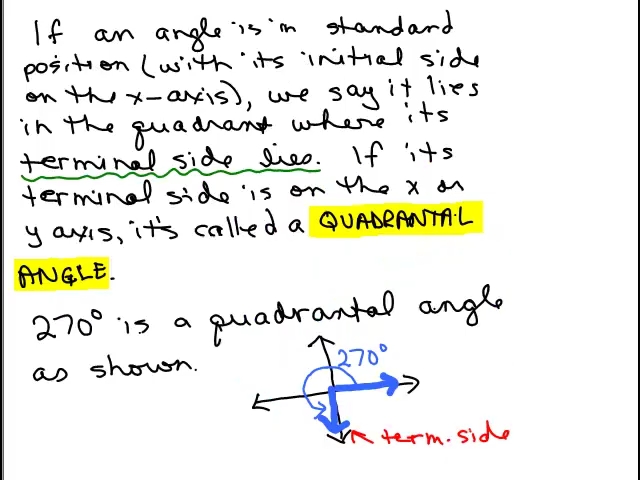 If an angle is in standard
position (with its initial side
on the x-axis), we say it lies
in the quadrant where its
terminal side lies. If its
terminal side is on the x or
y axis, it's called a QUADRANTAL
ANGLE.
270° is a quadrantal angle
as shown.
270°
term. side